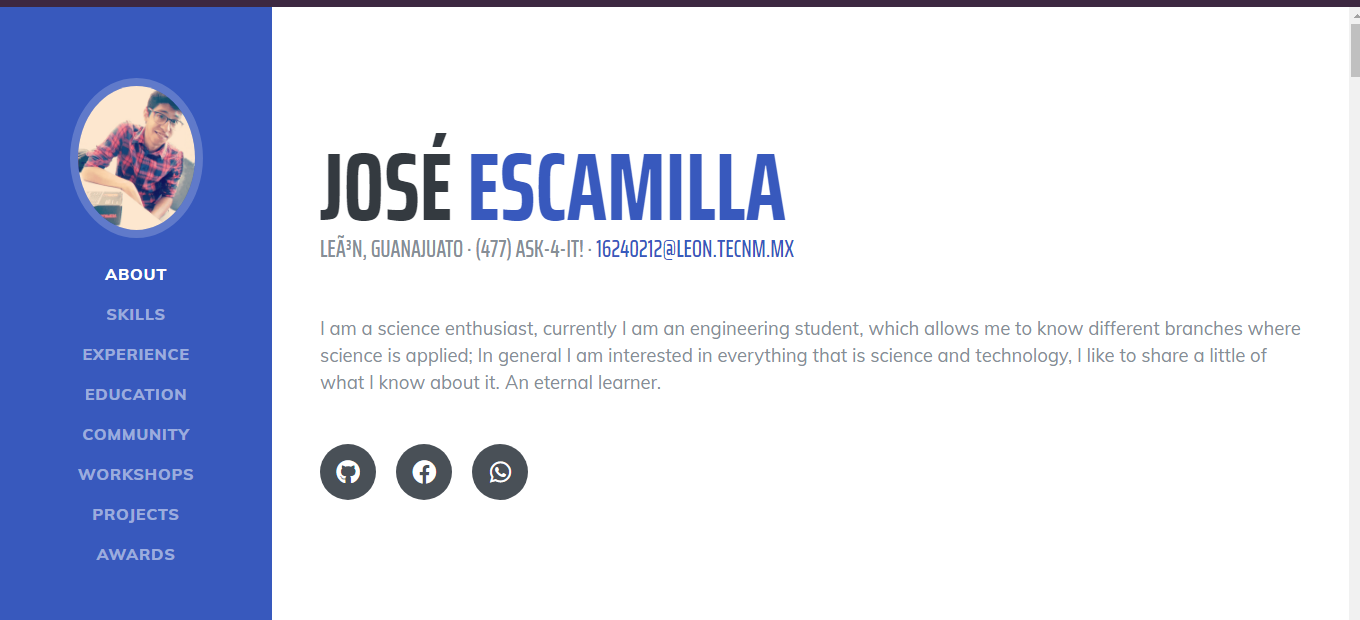 ABOUT
SKILLS
EXPERIENCE
EDUCATION
COMMUNITY
WORKSHOPS
PROJECTS
AWARDS
JOSÉ ESCAMILLA
LEÃ³N, GUANAJUATO · (477) ASK-4-IT! · 16240212@LEON.TECNM.MX
I am a science enthusiast, currently I am an engineering student, which allows me to know different branches where
science is applied; In general I am interested in everything that is science and technology, I like to share a little of
what I know about it. An eternal learner.